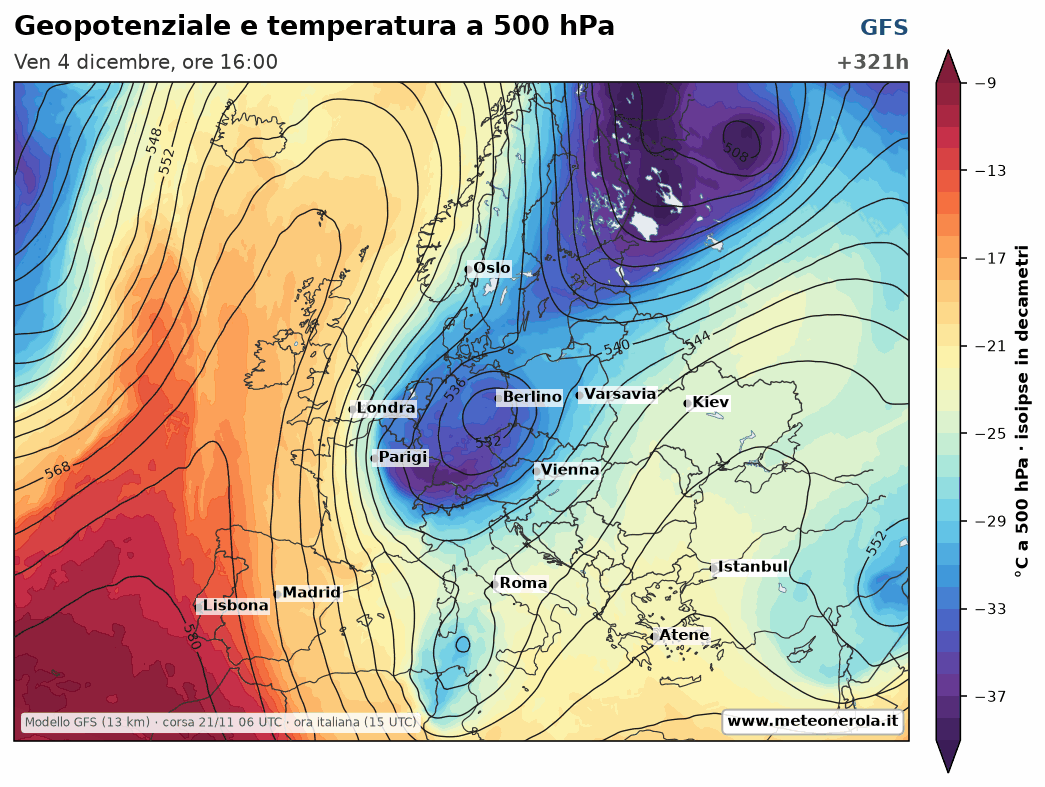 Geopotenziale e temperatura a 500 hPa
GFS
Ven 4 dicembre, ore 16:00
+321h
548
552
508
Oslo
540
544
536
Berlino
Varsavia
Kiev
Londra
532
Parigi
Vienna
568
552
Istanbul
Roma
Madrid
Lisbona
580
Atene
Modello GFS (13 km) · corsa 21/11 06 UTC · ora italiana (15 UTC)
www.meteonerola.it
−9
−13
−17
−21
−25
−29
−33
−37
°C a 500 hPa · isoipse in decametri